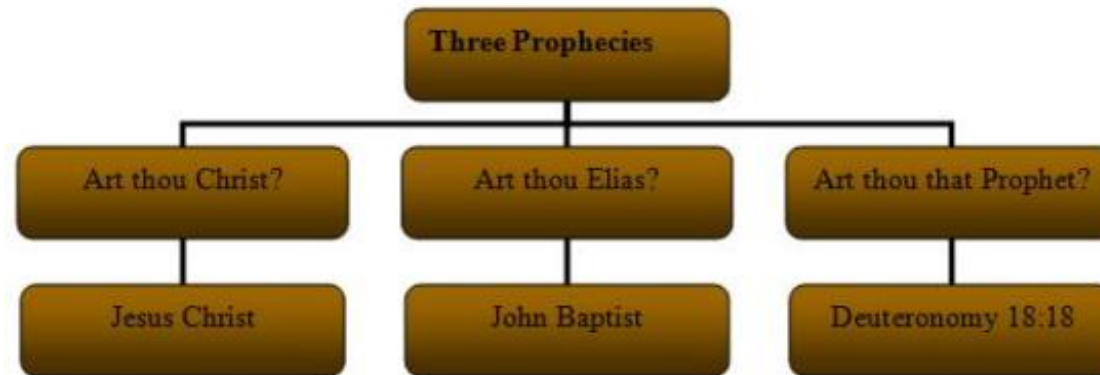 Three Prophecies
Art thou Christ?
Art thou Elias?
Art thou that Prophet?
Jesus Christ
John Baptist
Deuteronomy 18:18